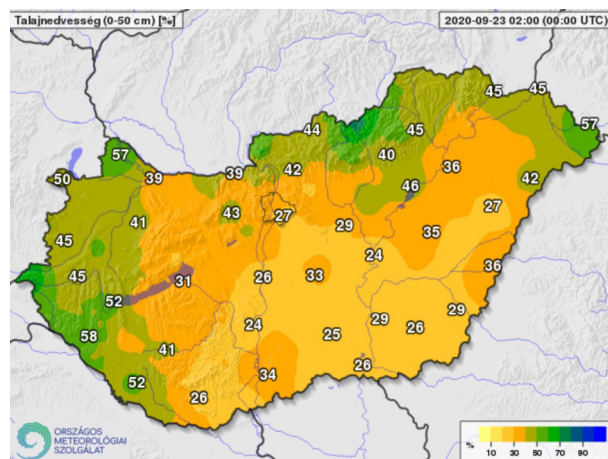 Talajnedvesség (0-50 cm) [%] 2020-09-23 02:00 (00:00 UTC)
45 45
57
44 45
57 40 36
39 39 42
50 46 42
43 27 27
41 29
45 35
24 36
45 26 33
31
52
24 29 29
58 25 26
41
26
52 34
26
ORSZÁGOS
METEOROLÓGIAI
SZOLGÁLAT
% 10 30 50 70 90